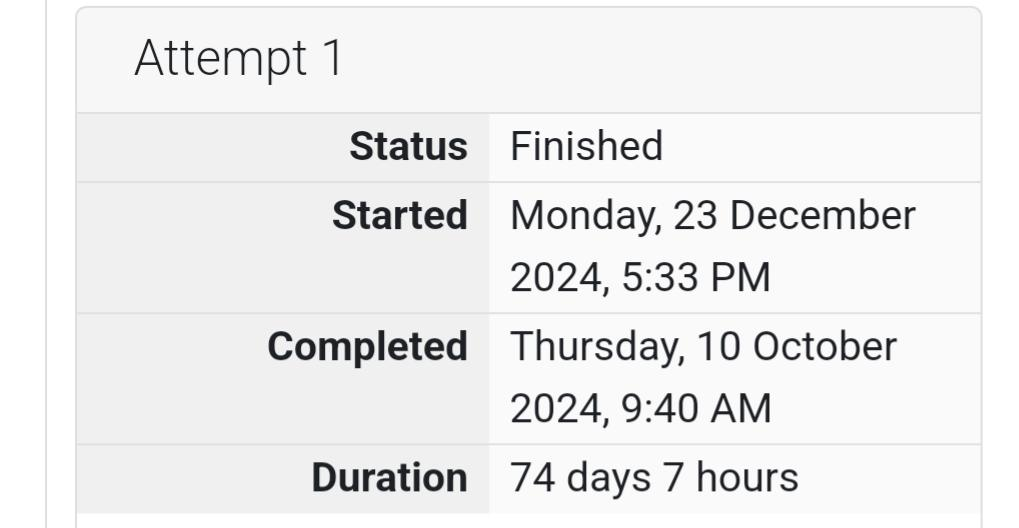 Attempt 1
Status Finished
Started Monday, 23 December
2024, 5:33 PM
Completed Thursday, 10 October
2024, 9:40 AM
Duration 74 days 7 hours